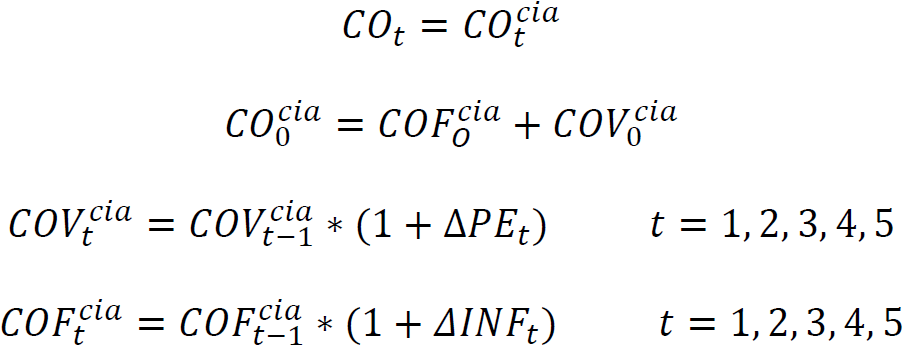 CO_t = CO_t^{cia}
CO_0^{cia} = COF_O^{cia} + COV_0^{cia}
COV_t^{cia} = COV_{t-1}^{cia} * (1 + ΔPE_t) t = 1, 2, 3, 4, 5
COF_t^{cia} = COF_{t-1}^{cia} * (1 + ΔINF_t) t = 1, 2, 3, 4, 5